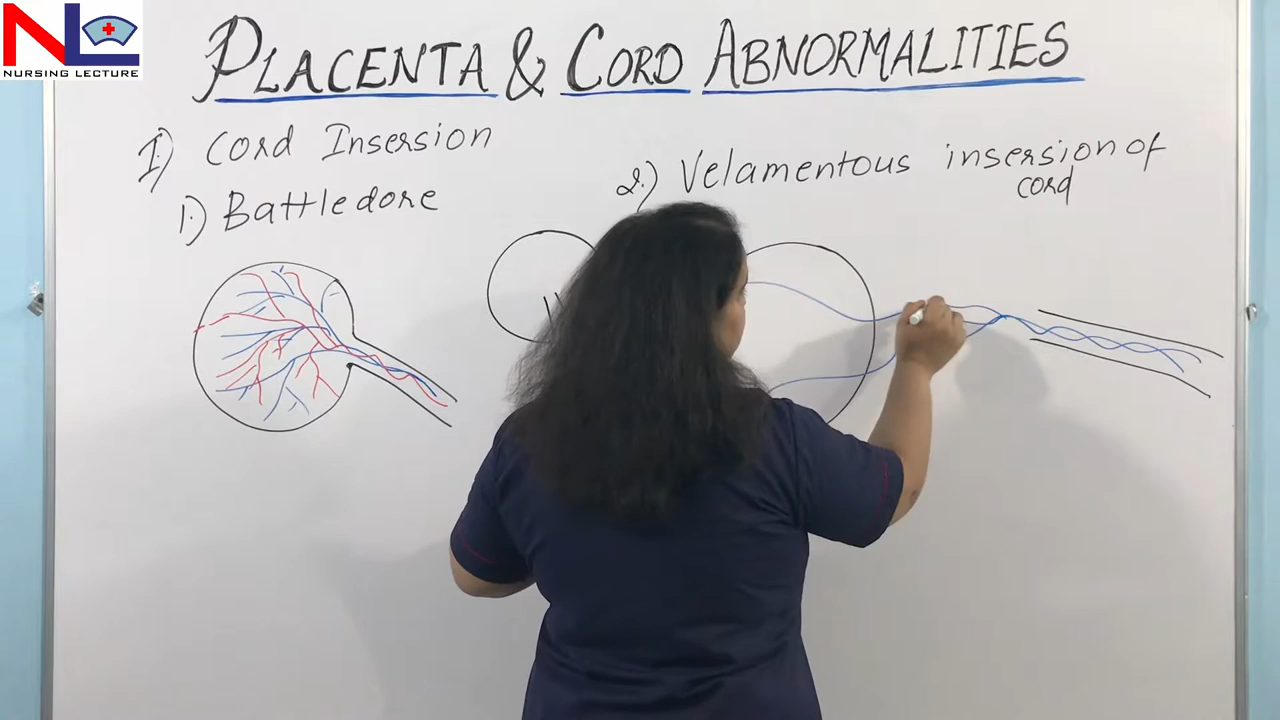 NL
NURSING LECTURE
PLACENTA & CORD ABNORMALITIES
I.) Cord Insersion
1.) Battledore
2.) Velamentous insersion of
cord